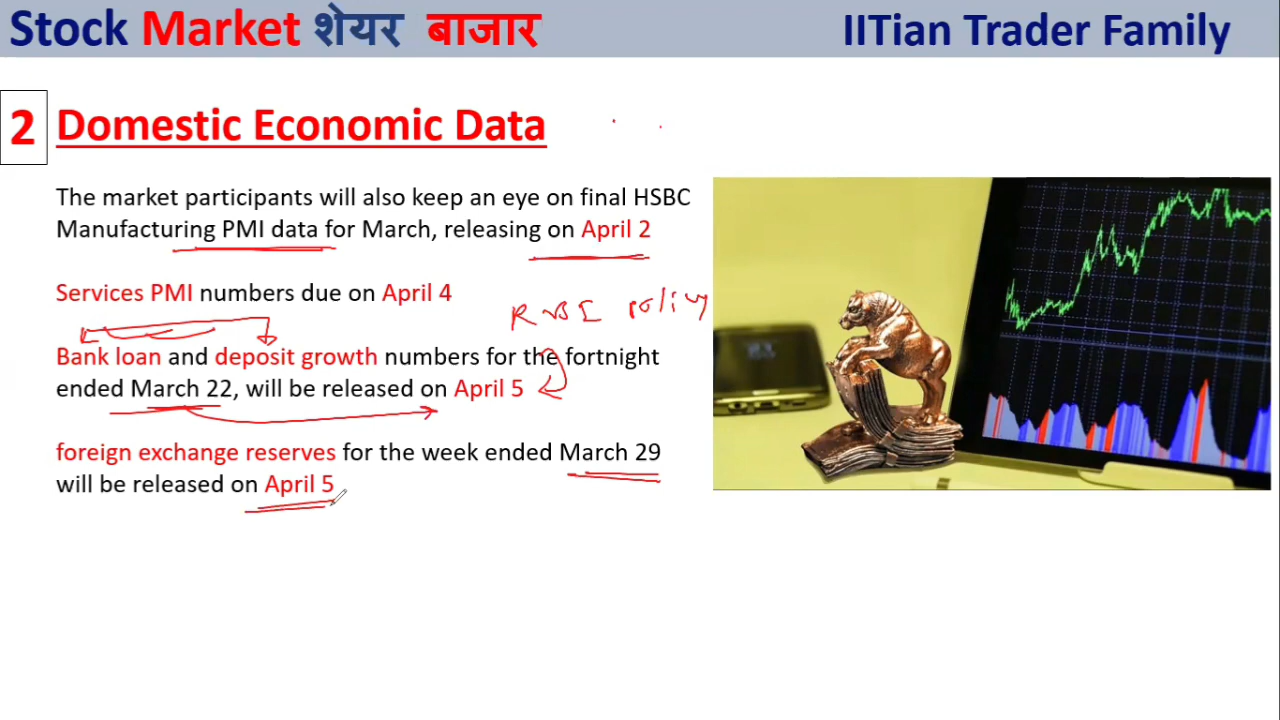 Stock Market शेयर बाजार IITian Trader Family
2 Domestic Economic Data
The market participants will also keep an eye on final HSBC
Manufacturing PMI data for March, releasing on April 2
Services PMI numbers due on April 4
RBI policy
Bank loan and deposit growth numbers for the fortnight
ended March 22, will be released on April 5
foreign exchange reserves for the week ended March 29
will be released on April 5